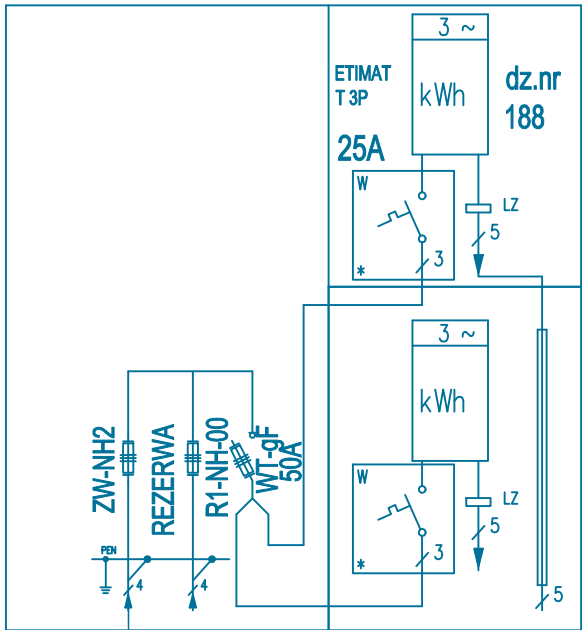 3 ~
ETIMAT
T 3P
kWh
dz.nr
188
25A
W
LZ
5
3
*
3 ~
kWh
ZW-NH2
REZERWA
R1-NH-00
WT-gF
50A
W
LZ
5
3
*
PEN
4
4
5